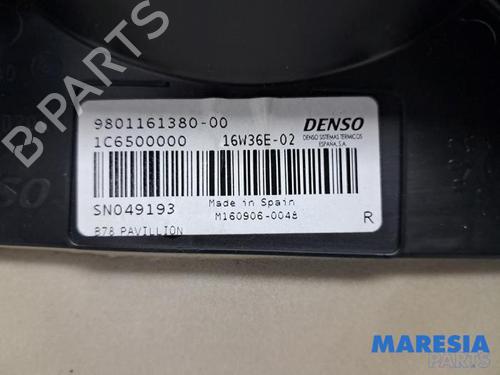 9801161380-00
DENSO
1C6500000 16W36E-02
DENSO SISTEMAS TERMICOS
ESPAÑA, S.A.
SN049193
Made in Spain
M160906-0048
R
B78 PAVILLION
B-PARTS
DENSO
MARESIA
PARTS